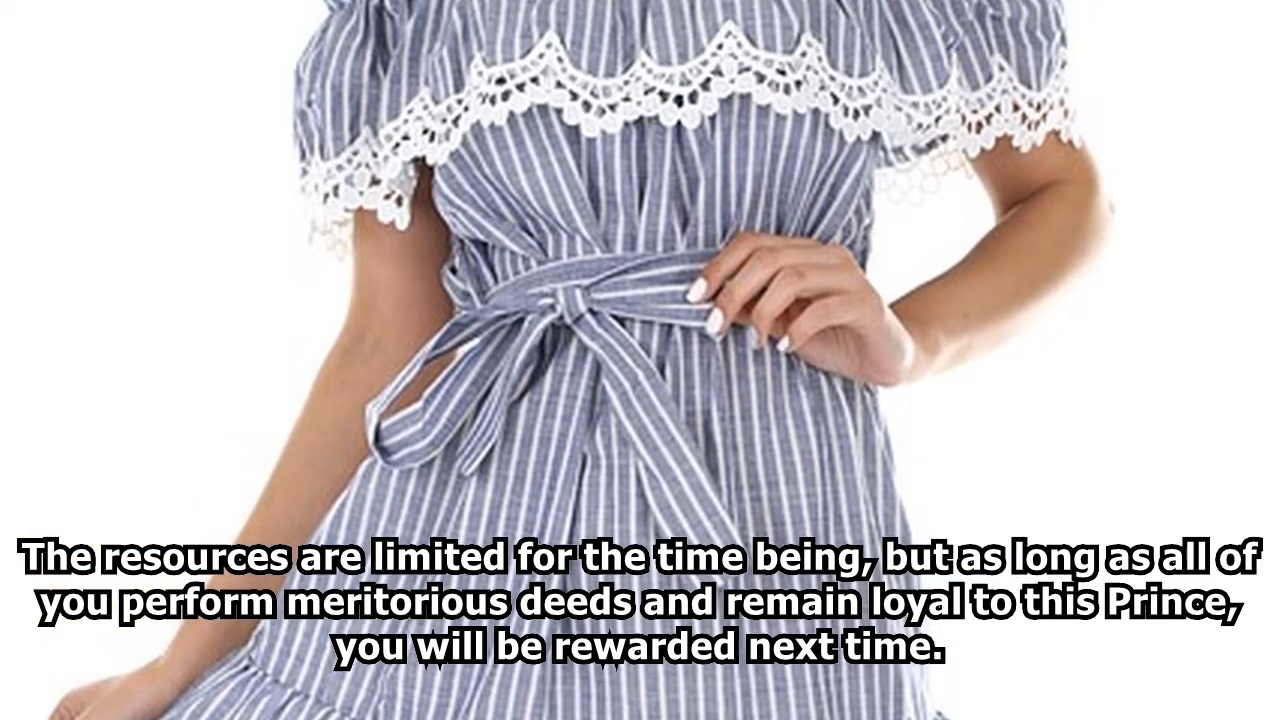 The resources are limited for the time being, but as long as all of
you perform meritorious deeds and remain loyal to this Prince,
you will be rewarded next time.